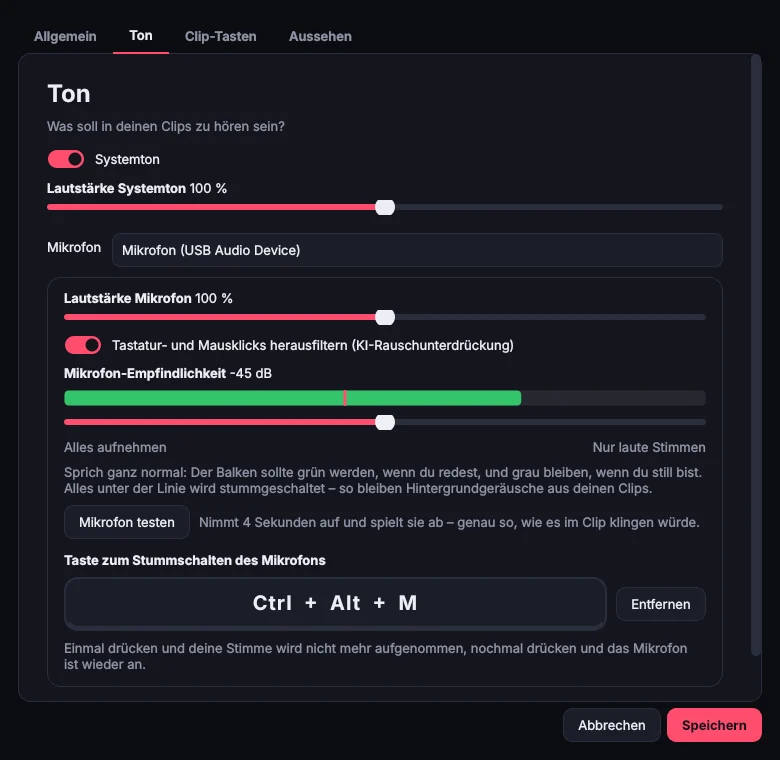 Allgemein Ton Clip-Tasten Aussehen
Ton
Was soll in deinen Clips zu hören sein?
Systemton
Lautstärke Systemton 100 %
Mikrofon Mikrofon (USB Audio Device)
Lautstärke Mikrofon 100 %
Tastatur- und Mausklicks herausfiltern (KI-Rauschunterdrückung)
Mikrofon-Empfindlichkeit -45 dB
Alles aufnehmen Nur laute Stimmen
Sprich ganz normal: Der Balken sollte grün werden, wenn du redest, und grau bleiben, wenn du still bist.
Alles unter der Linie wird stummgeschaltet – so bleiben Hintergrundgeräusche aus deinen Clips.
Mikrofon testen Nimmt 4 Sekunden auf und spielt sie ab – genau so, wie es im Clip klingen würde.
Taste zum Stummschalten des Mikrofons
Ctrl + Alt + M Entfernen
Einmal drücken und deine Stimme wird nicht mehr aufgenommen, nochmal drücken und das Mikrofon
ist wieder an.
Abbrechen Speichern